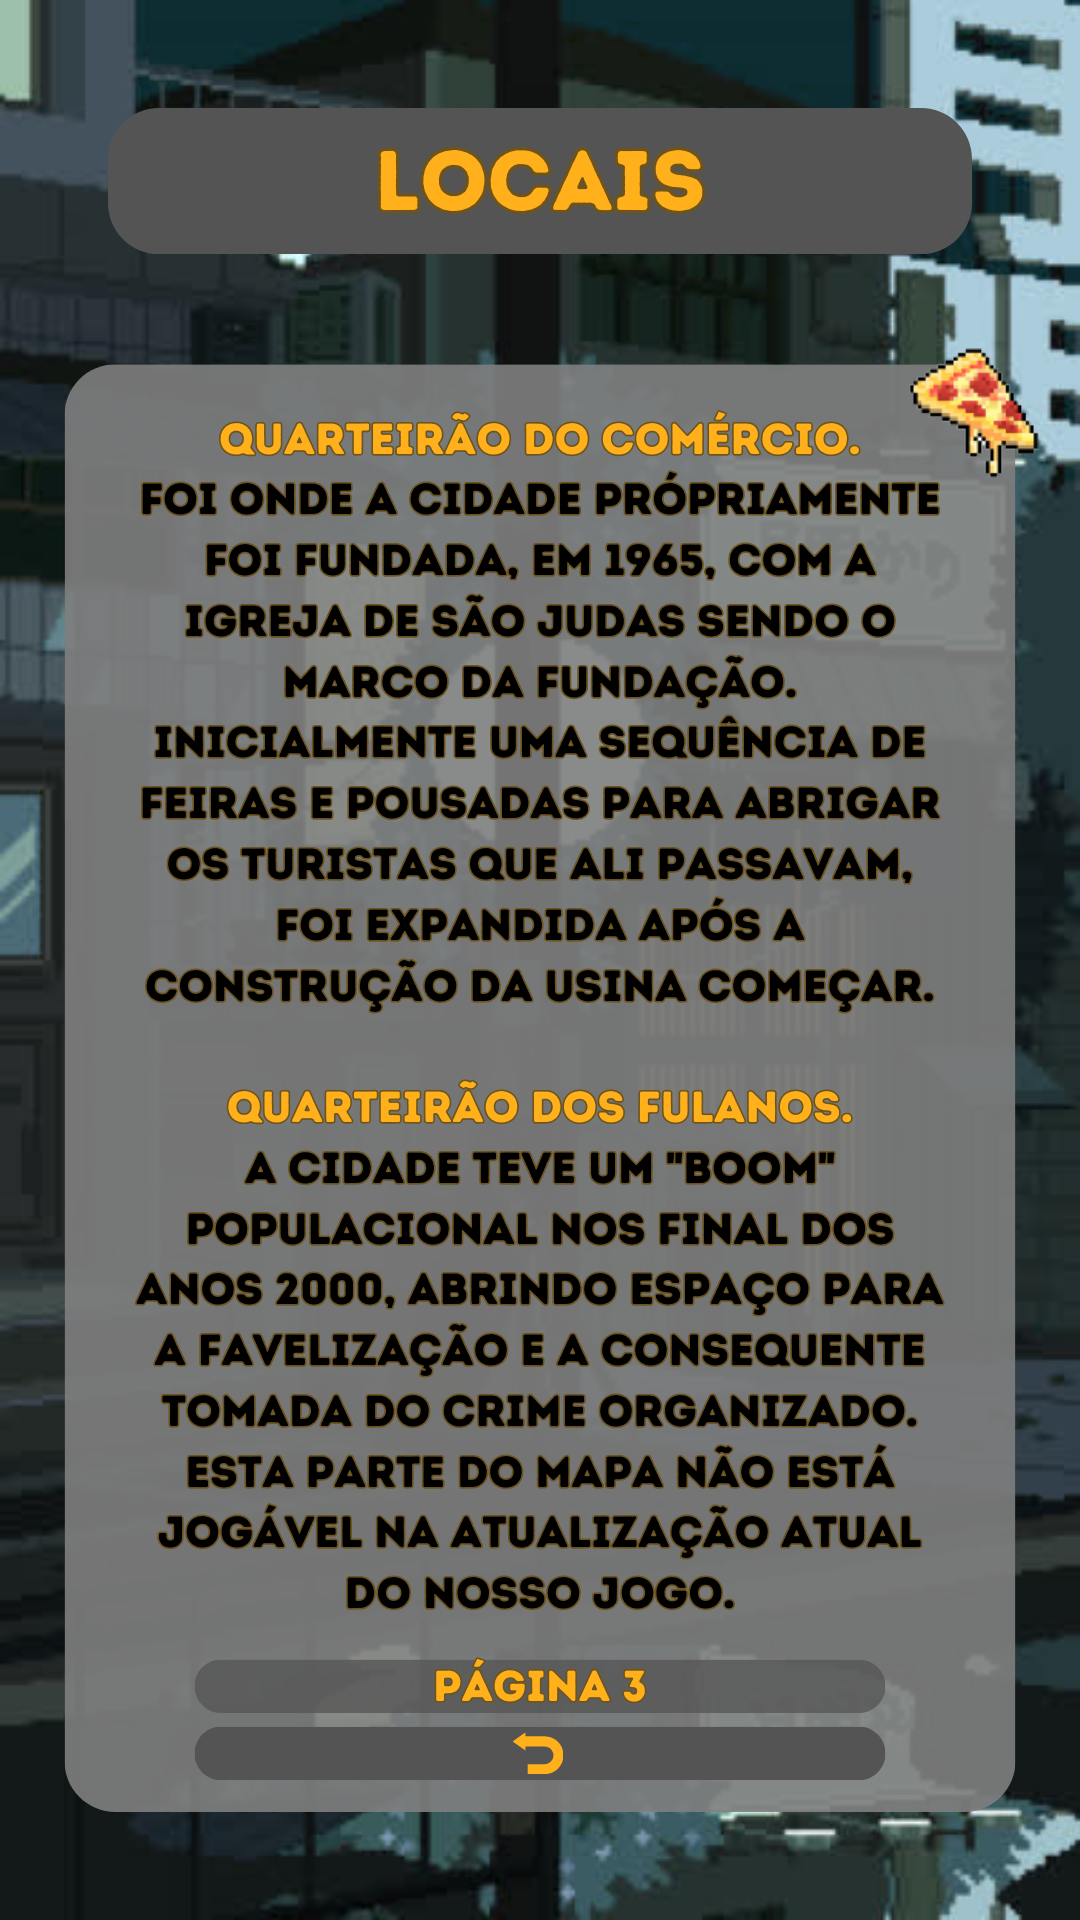 LOCAIS
QUARTEIRÃO DO COMÉRCIO.
FOI ONDE A CIDADE PRÓPRIAMENTE
FOI FUNDADA, EM 1965, COM A
IGREJA DE SÃO JUDAS SENDO O
MARCO DA FUNDAÇÃO.
INICIALMENTE UMA SEQUÊNCIA DE
FEIRAS E POUSADAS PARA ABRIGAR
OS TURISTAS QUE ALI PASSAVAM,
FOI EXPANDIDA APÓS A
CONSTRUÇÃO DA USINA COMEÇAR.
QUARTEIRÃO DOS FULANOS.
A CIDADE TEVE UM "BOOM"
POPULACIONAL NOS FINAL DOS
ANOS 2000, ABRINDO ESPAÇO PARA
A FAVELIZAÇÃO E A CONSEQUENTE
TOMADA DO CRIME ORGANIZADO.
ESTA PARTE DO MAPA NÃO ESTÁ
JOGÁVEL NA ATUALIZAÇÃO ATUAL
DO NOSSO JOGO.
PÁGINA 3